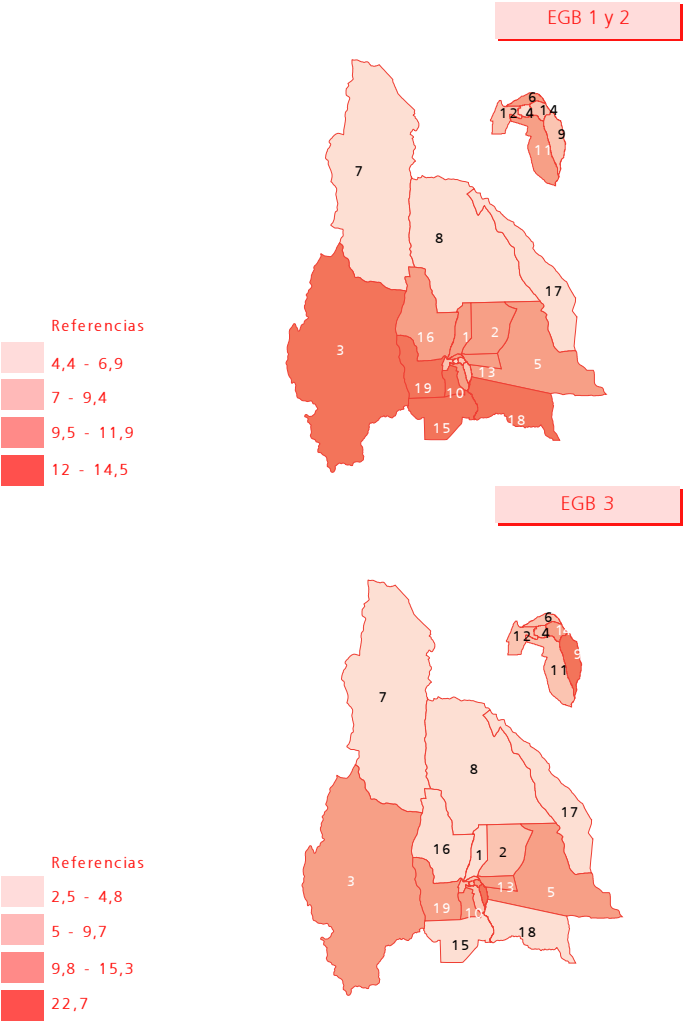 EGB 1 y 2
6
12 4 14
9
11
7
8
17
Referencias
4,4 - 6,9
7 - 9,4
9,5 - 11,9
12 - 14,5
16 1 2
3
13 5
19 10
15 18
EGB 3
6
12 4 14
9
11
7
8
17
16 1 2
3
13 5
19 10
15 18
Referencias
2,5 - 4,8
5 - 9,7
9,8 - 15,3
22,7